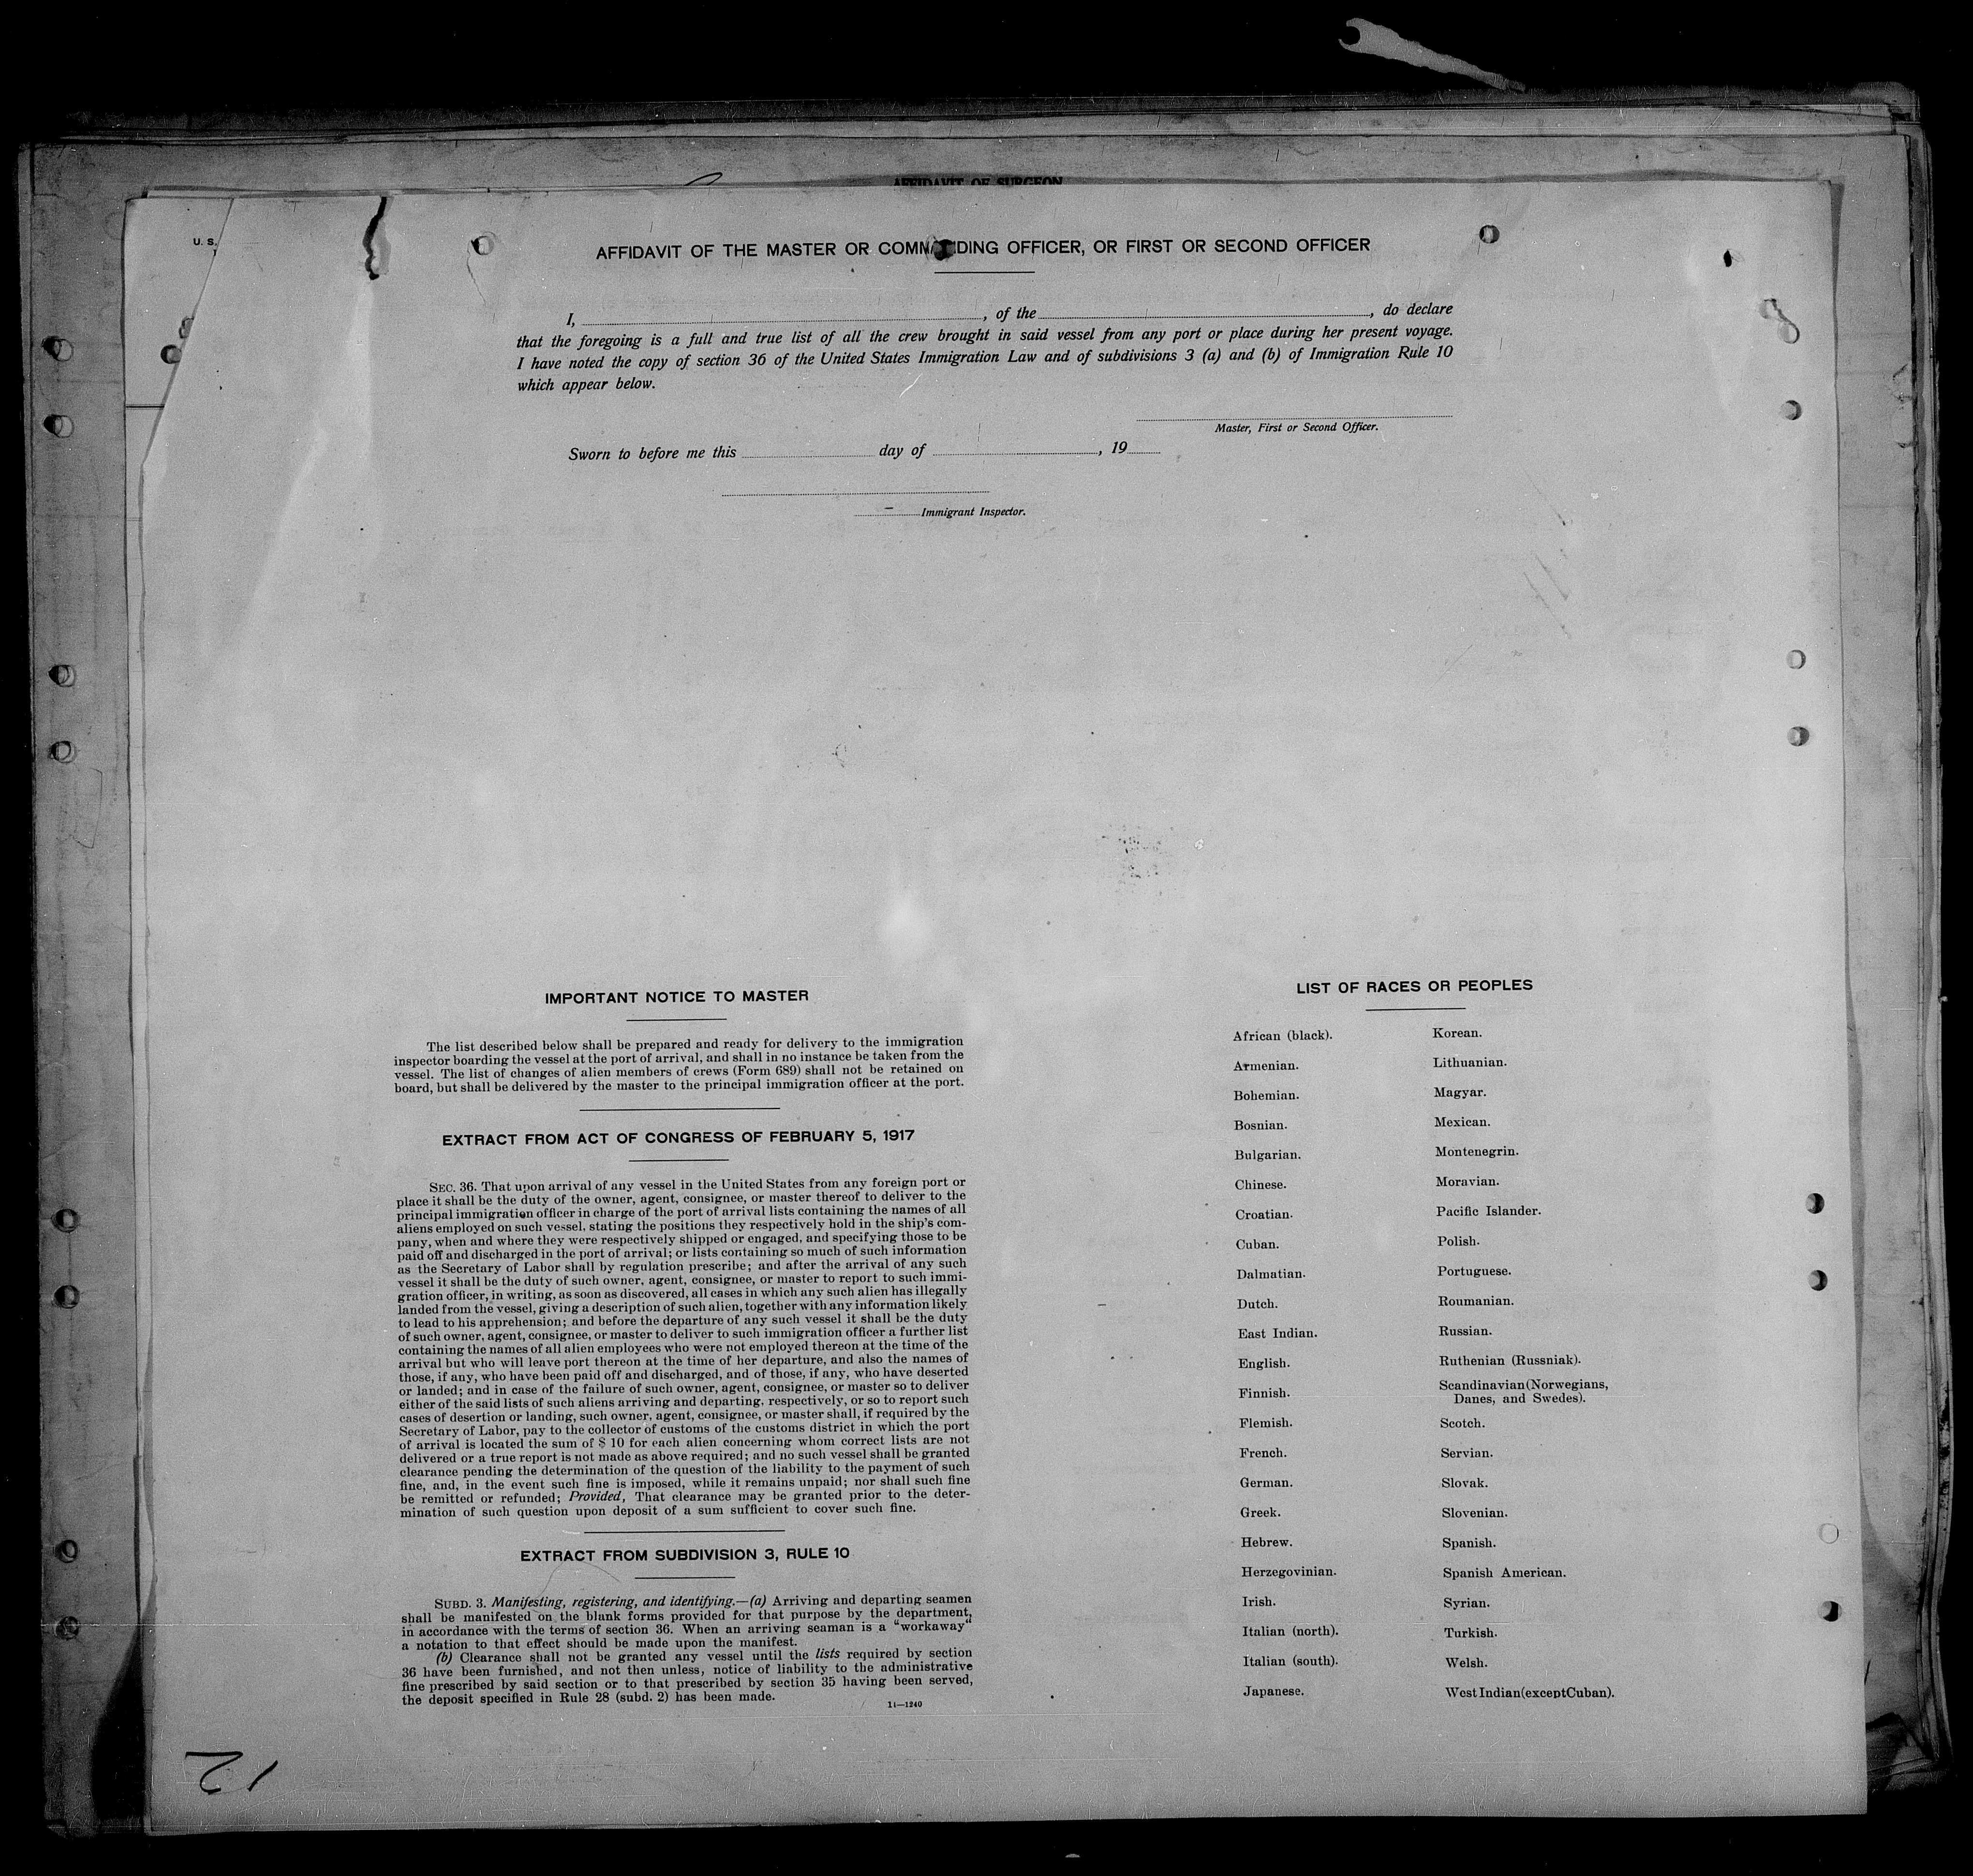 AFFIDAVIT OF SURGEON
U. S.
AFFIDAVIT OF THE MASTER OR COMMANDING OFFICER, OR FIRST OR SECOND OFFICER
I, , of the , do declare
that the foregoing is a full and true list of all the crew brought in said vessel from any port or place during her present voyage.
I have noted the copy of section 36 of the United States Immigration Law and of subdivisions 3 (a) and (b) of Immigration Rule 10
which appear below.
Master, First or Second Officer.
Sworn to before me this day of , 19
Immigrant Inspector.
IMPORTANT NOTICE TO MASTER
The list described below shall be prepared and ready for delivery to the immigration
inspector boarding the vessel at the port of arrival, and shall in no instance be taken from the
vessel. The list of changes of alien members of crews (Form 689) shall not be retained on
board, but shall be delivered by the master to the principal immigration officer at the port.
EXTRACT FROM ACT OF CONGRESS OF FEBRUARY 5, 1917
SEC. 36. That upon arrival of any vessel in the United States from any foreign port or
place it shall be the duty of the owner, agent, consignee, or master thereof to deliver to the
principal immigration officer in charge of the port of arrival lists containing the names of all
aliens employed on such vessel, stating the positions they respectively hold in the ship's com-
pany, when and where they were respectively shipped or engaged, and specifying those to be
paid off and discharged in the port of arrival; or lists containing so much of such information
as the Secretary of Labor shall by regulation prescribe; and after the arrival of any such
vessel it shall be the duty of such owner, agent, consignee, or master to report to such immi-
gration officer, in writing, as soon as discovered, all cases in which any such alien has illegally
landed from the vessel, giving a description of such alien, together with any information likely
to lead to his apprehension; and before the departure of any such vessel it shall be the duty
of such owner, agent, consignee, or master to deliver to such immigration officer a further list
containing the names of all alien employees who were not employed thereon at the time of the
arrival but who will leave port thereon at the time of her departure, and also the names of
those, if any, who have been paid off and discharged, and of those, if any, who have deserted
or landed; and in case of the failure of such owner, agent, consignee, or master so to deliver
either of the said lists of such aliens arriving and departing, respectively, or so to report such
cases of desertion or landing, such owner, agent, consignee, or master shall, if required by the
Secretary of Labor, pay to the collector of customs of the customs district in which the port
of arrival is located the sum of $ 10 for each alien concerning whom correct lists are not
delivered or a true report is not made as above required; and no such vessel shall be granted
clearance pending the determination of the question of the liability to the payment of such
fine, and, in the event such fine is imposed, while it remains unpaid; nor shall such fine
be remitted or refunded; Provided, That clearance may be granted prior to the deter-
mination of such question upon deposit of a sum sufficient to cover such fine.
EXTRACT FROM SUBDIVISION 3, RULE 10
SUBD. 3. Manifesting, registering, and identifying.—(a) Arriving and departing seamen
shall be manifested on the blank forms provided for that purpose by the department,
in accordance with the terms of section 36. When an arriving seaman is a “workaway“
a notation to that effect should be made upon the manifest.
(b) Clearance shall not be granted any vessel until the lists required by section
36 have been furnished, and not then unless, notice of liability to the administrative
fine prescribed by said section or to that prescribed by section 35 having been served,
the deposit specified in Rule 28 (subd. 2) has been made.
11—1240
LIST OF RACES OR PEOPLES
African (black).
Armenian.
Bohemian.
Bosnian.
Bulgarian.
Chinese.
Croatian.
Cuban.
Dalmatian.
Dutch.
East Indian.
English.
Finnish.
Flemish.
French.
German.
Greek.
Hebrew.
Herzegovinian.
Irish.
Italian (north).
Italian (south).
Japanese.
Korean.
Lithuanian.
Magyar.
Mexican.
Montenegrin.
Moravian.
Pacific Islander.
Polish.
Portuguese.
Roumanian.
Russian.
Ruthenian (Russniak).
Scandinavian (Norwegians,
Danes, and Swedes).
Scotch.
Servian.
Slovak.
Slovenian.
Spanish.
Spanish American.
Syrian.
Turkish.
Welsh.
West Indian (except Cuban).
12